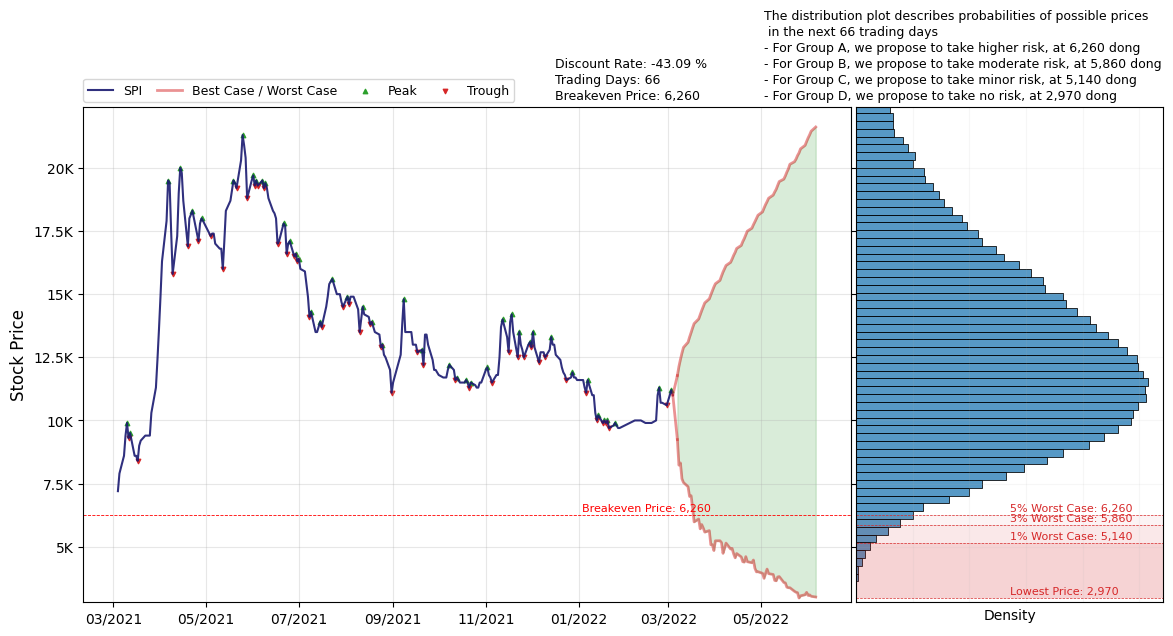 The distribution plot describes probabilities of possible prices
in the next 66 trading days
- For Group A, we propose to take higher risk, at 6,260 dong
- For Group B, we propose to take moderate risk, at 5,860 dong
- For Group C, we propose to take minor risk, at 5,140 dong
- For Group D, we propose to take no risk, at 2,970 dong
Discount Rate: -43.09 %
Trading Days: 66
Breakeven Price: 6,260
SPI
Best Case / Worst Case
Peak
Trough
Stock Price
20K
17.5K
15K
12.5K
10K
7.5K
5K
Breakeven Price: 6,260
5% Worst Case: 6,260
3% Worst Case: 5,860
1% Worst Case: 5,140
Lowest Price: 2,970
03/2021
05/2021
07/2021
09/2021
11/2021
01/2022
03/2022
05/2022
Density